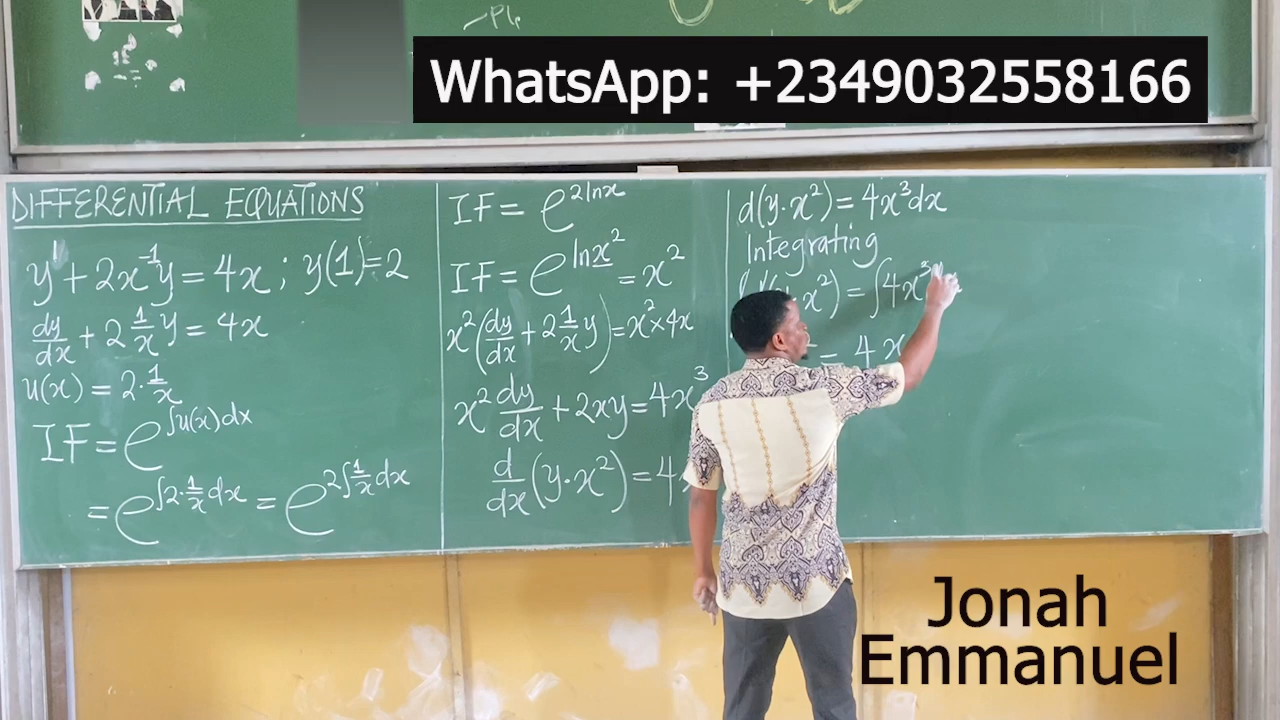 WhatsApp: +2349032558166
DIFFERENTIAL EQUATIONS
y' + 2x⁻¹y = 4x ; y(1) = 2
dy/dx + 2 1/x y = 4x
u(x) = 2·1/x
IF = e^∫u(x)dx
= e^∫2·1/x dx = e^2∫1/x dx
IF = e^2lnx
IF = e^lnx² = x²
x²(dy/dx + 2 1/x y) = x² × 4x
x² dy/dx + 2xy = 4x³
d/dx (y·x²) = 4
d(y·x²) = 4x³dx
Integrating
x²) = ∫4x³
= 4x
Jonah
Emmanuel